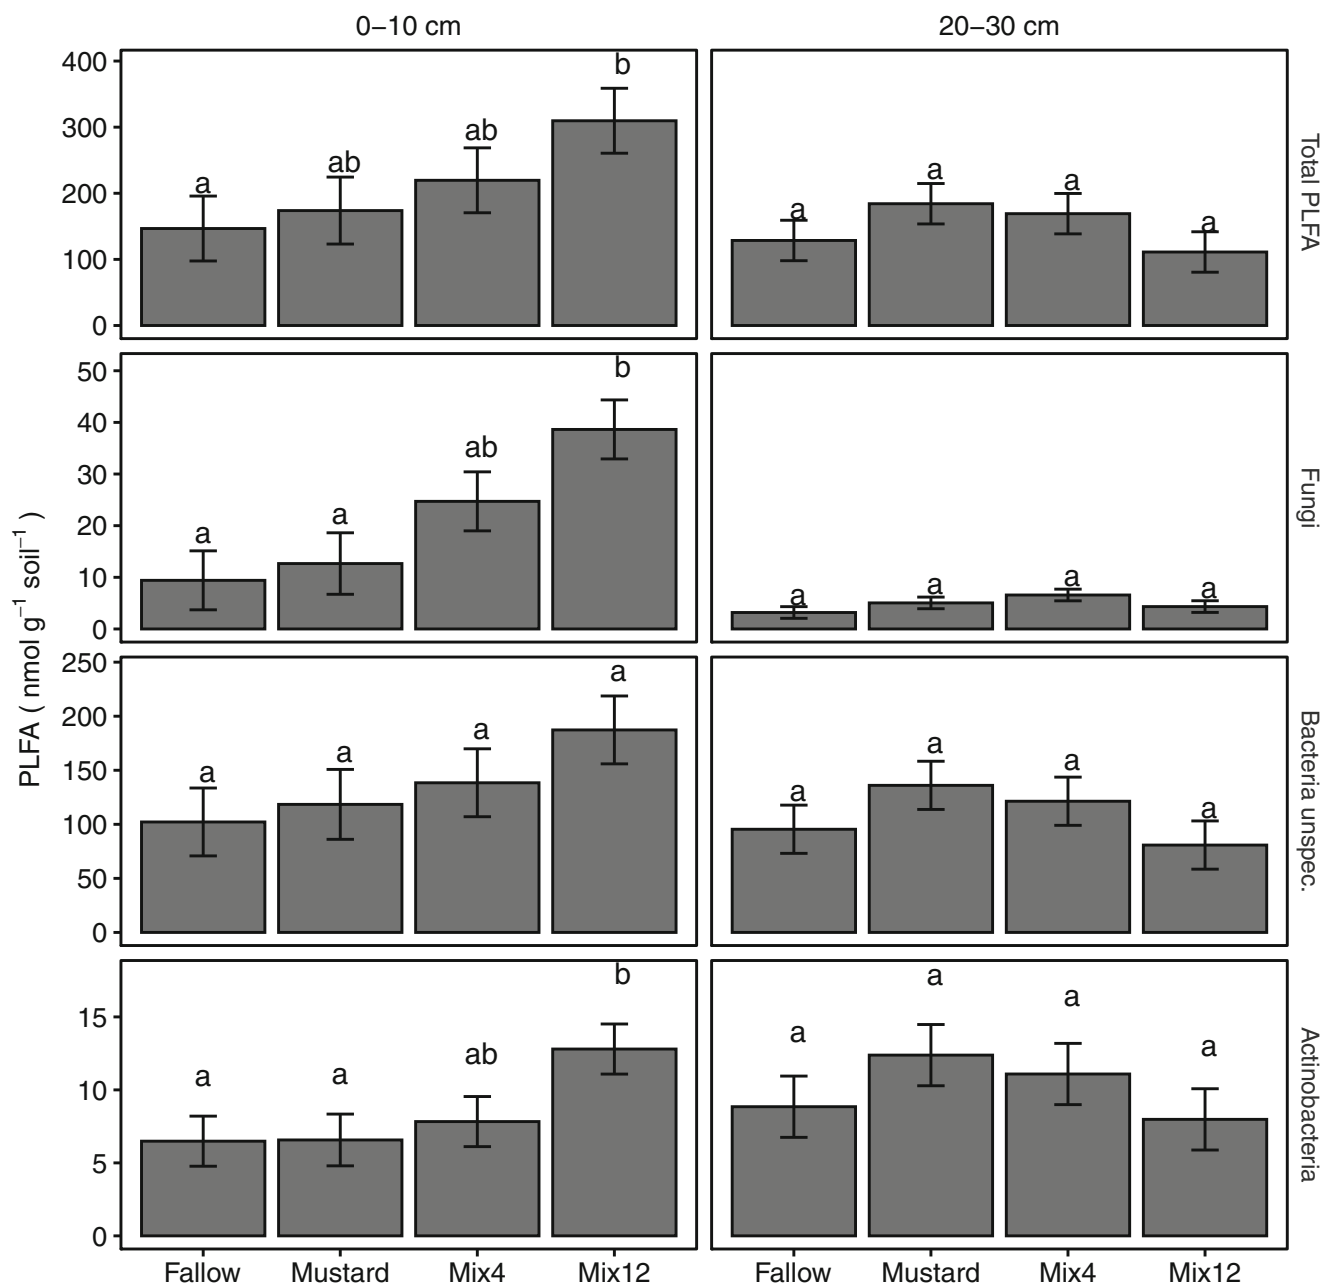 0−10 cm 20−30 cm
400 b
300 ab
ab a a
200 a a a
100
0
Total PLFA
50 b
40 ab
30
20 a a
10 a a a a
0
Fungi
250 a
200 a a a
150 a a a a
100
50
0
Bacteria unspec.
b a
15 ab a a a
10 a a
5
0
Actinobacteria
PLFA ( nmol g⁻¹ soil⁻¹ )
Fallow Mustard Mix4 Mix12 Fallow Mustard Mix4 Mix12